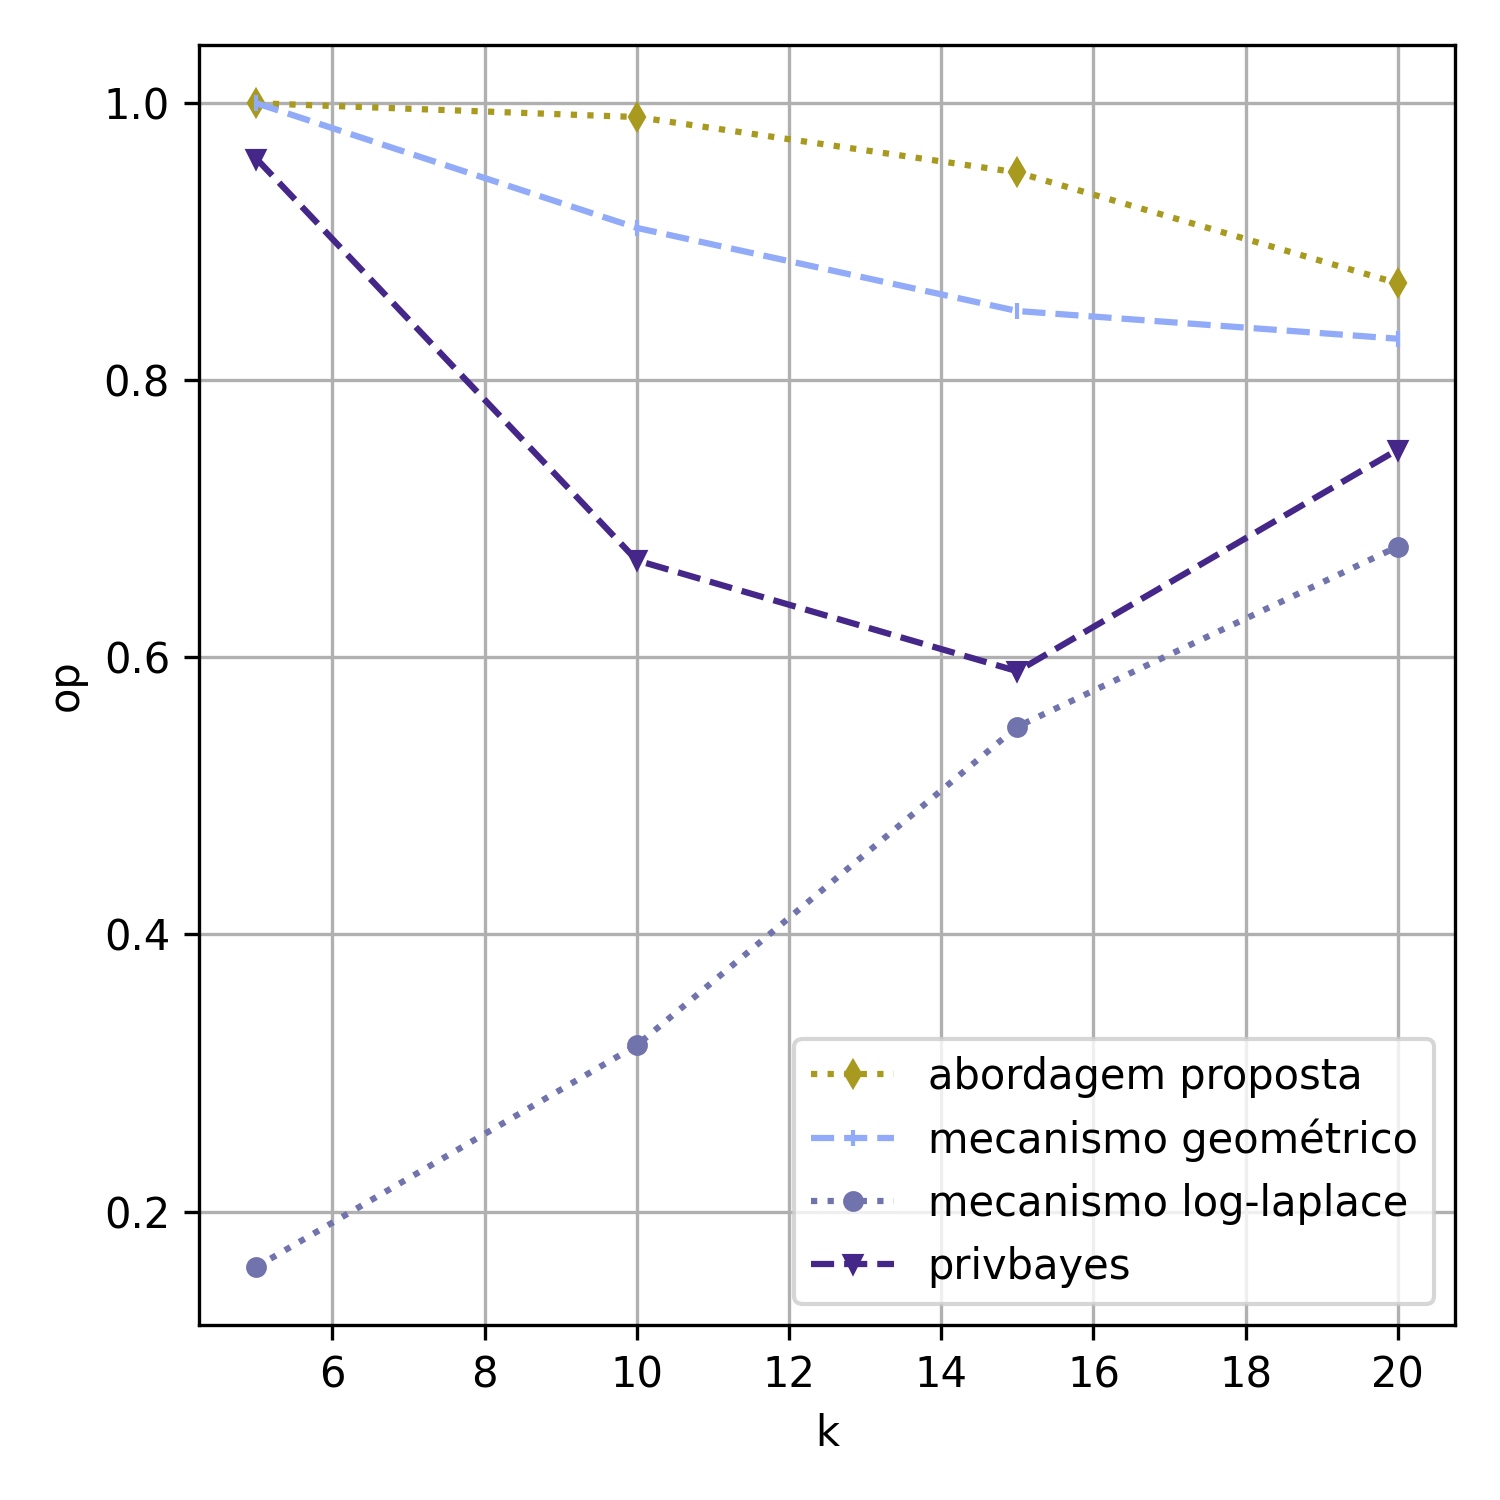 1.0
0.8
0.6
0.4
0.2
op
6 8 10 12 14 16 18 20
k
abordagem proposta
mecanismo geométrico
mecanismo log-laplace
privbayes